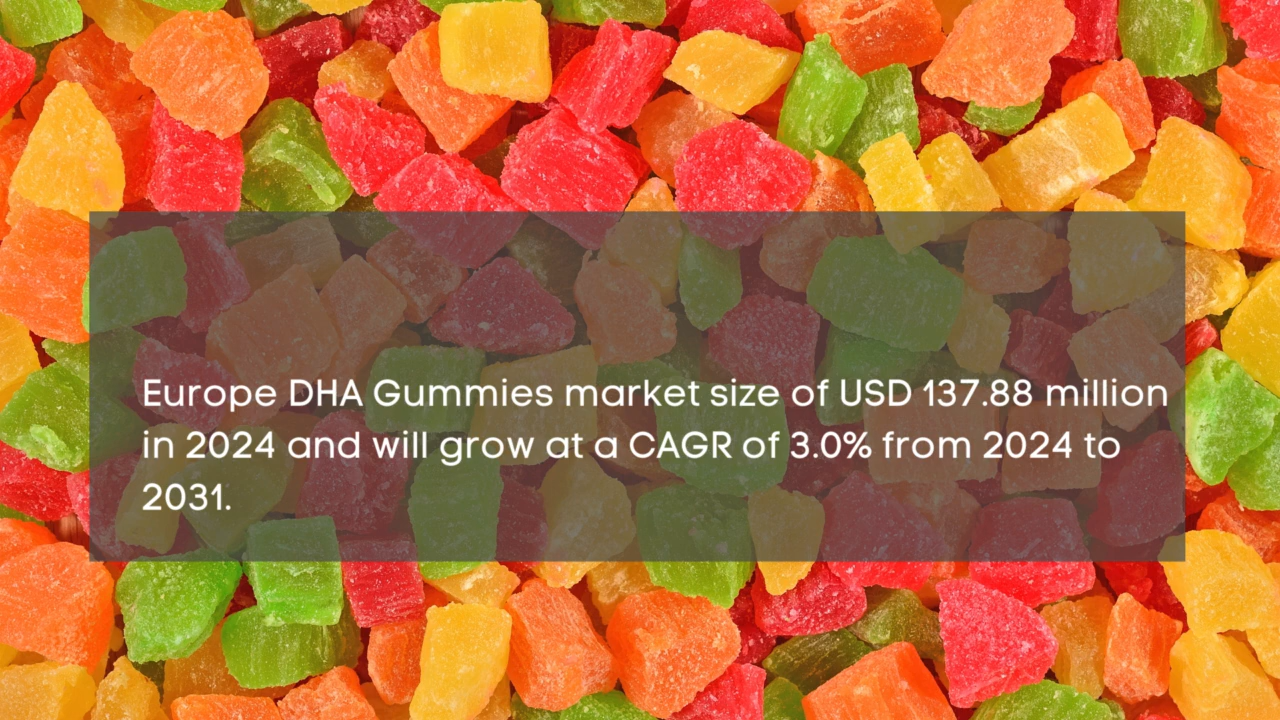 Europe DHA Gummies market size of USD 137.88 million
in 2024 and will grow at a CAGR of 3.0% from 2024 to
2031.